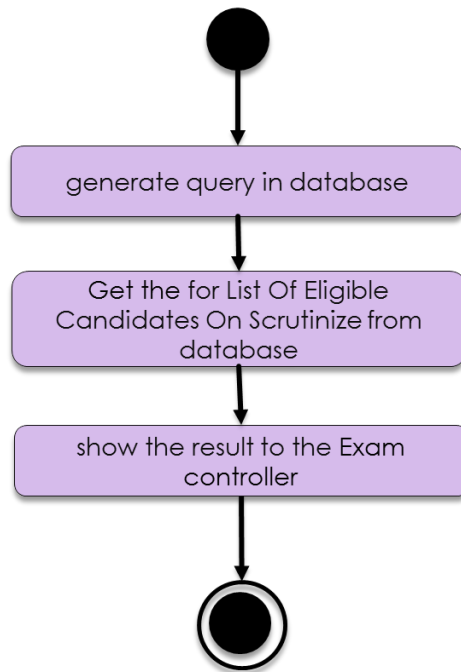 generate query in database
Get the for List Of Eligible
Candidates On Scrutinize from
database
show the result to the Exam
controller